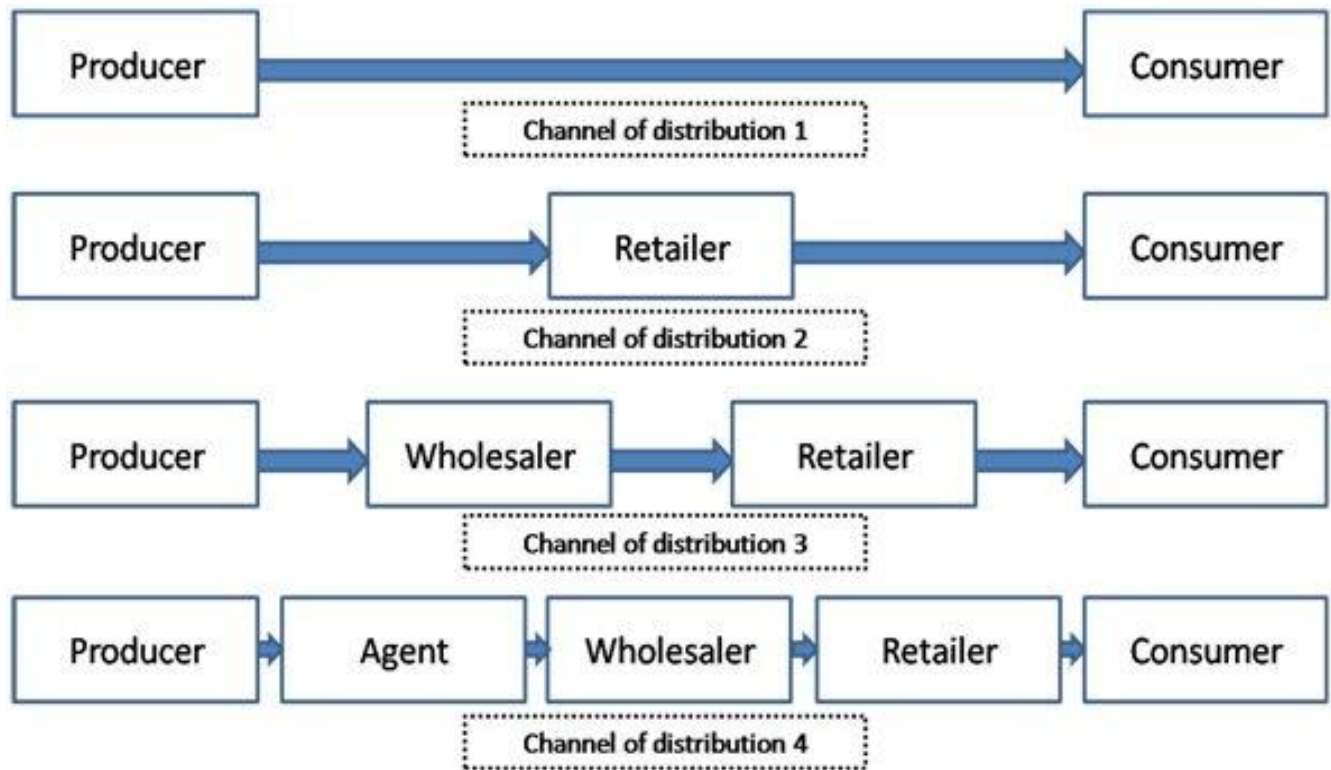 Producer
Consumer
Channel of distribution 1
Producer
Retailer
Consumer
Channel of distribution 2
Producer
Wholesaler
Retailer
Consumer
Channel of distribution 3
Producer
Agent
Wholesaler
Retailer
Consumer
Channel of distribution 4